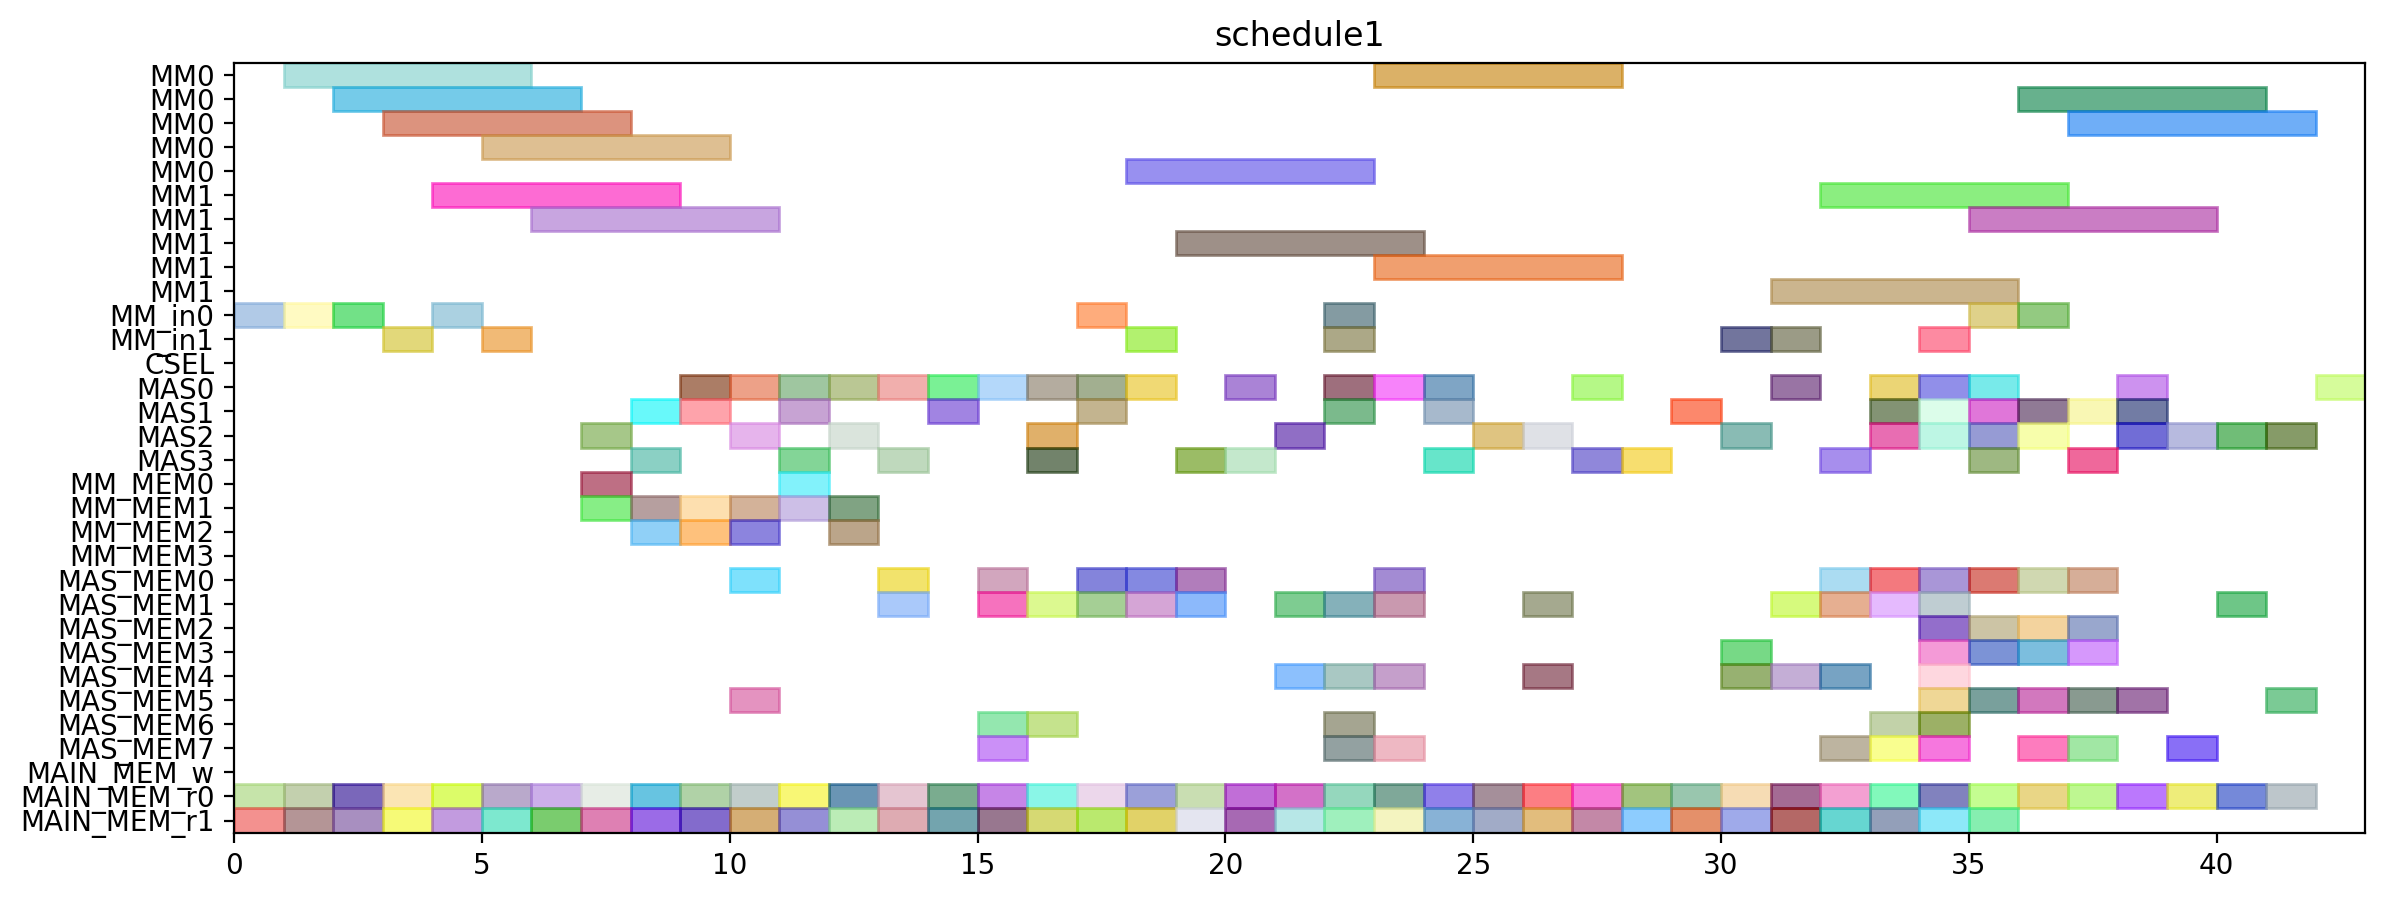 schedule1
MM0
MM0
MM0
MM0
MM0
MM1
MM1
MM1
MM1
MM1
MM_in0
MM_in1
CSEL
MAS0
MAS1
MAS2
MAS3
MM_MEM0
MM_MEM1
MM_MEM2
MM_MEM3
MAS_MEM0
MAS_MEM1
MAS_MEM2
MAS_MEM3
MAS_MEM4
MAS_MEM5
MAS_MEM6
MAS_MEM7
MAIN_MEM_w
MAIN_MEM_r0
MAIN_MEM_r1
0 5 10 15 20 25 30 35 40